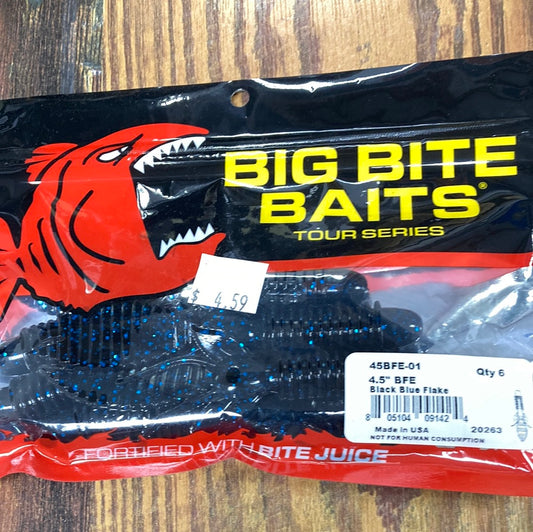 BIG BITE
BAITS®
TOUR SERIES
$ 4.59
45BFE-01 Qty 6
4.5" BFE
Black Blue Flake
8 05104 09142 4
Made in USA 20263
NOT FOR HUMAN CONSUMPTION
FORTIFIED WITH BITE JUICE